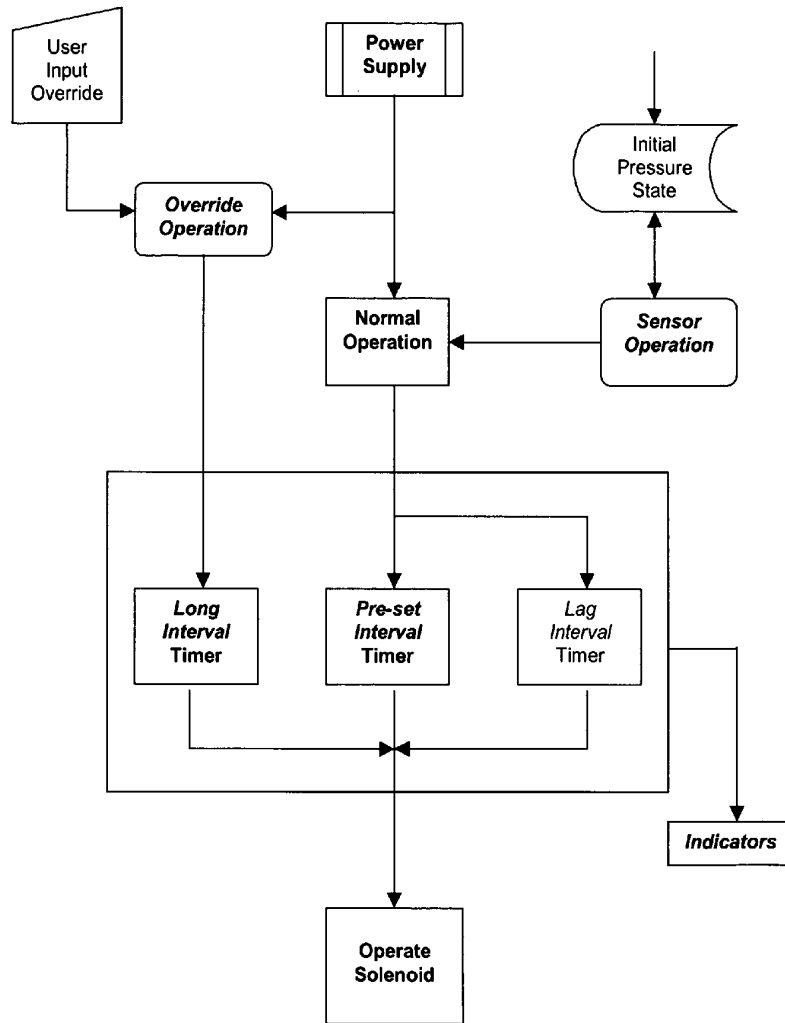 User
Input
Override
Power
Supply
Initial
Pressure
State
Override
Operation
Normal
Operation
Sensor
Operation
Long
Interval
Timer
Pre-set
Interval
Timer
Lag
Interval
Timer
Indicators
Operate
Solenoid